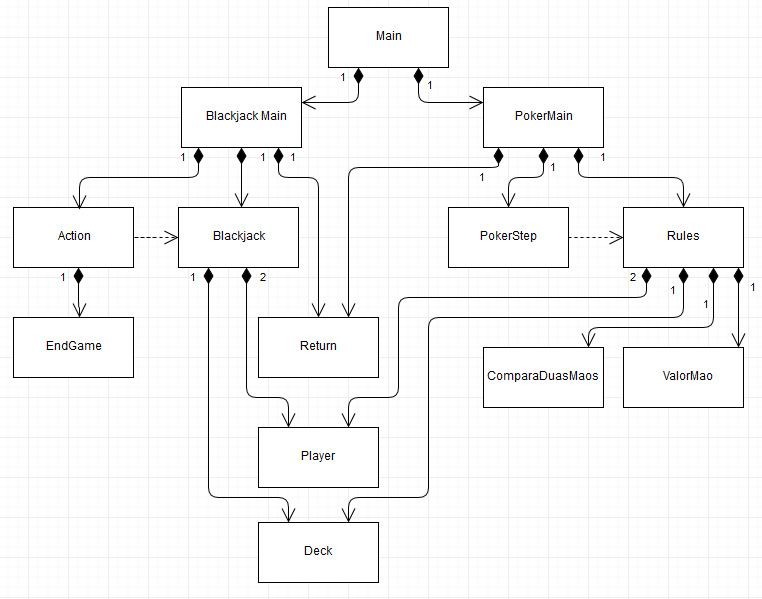 Main
1
1
Blackjack Main
PokerMain
1
1
1
1
1
1
Action
Blackjack
PokerStep
Rules
1
1
2
2
1
1
1
EndGame
Return
ComparaDuasMaos
ValorMao
Player
Deck